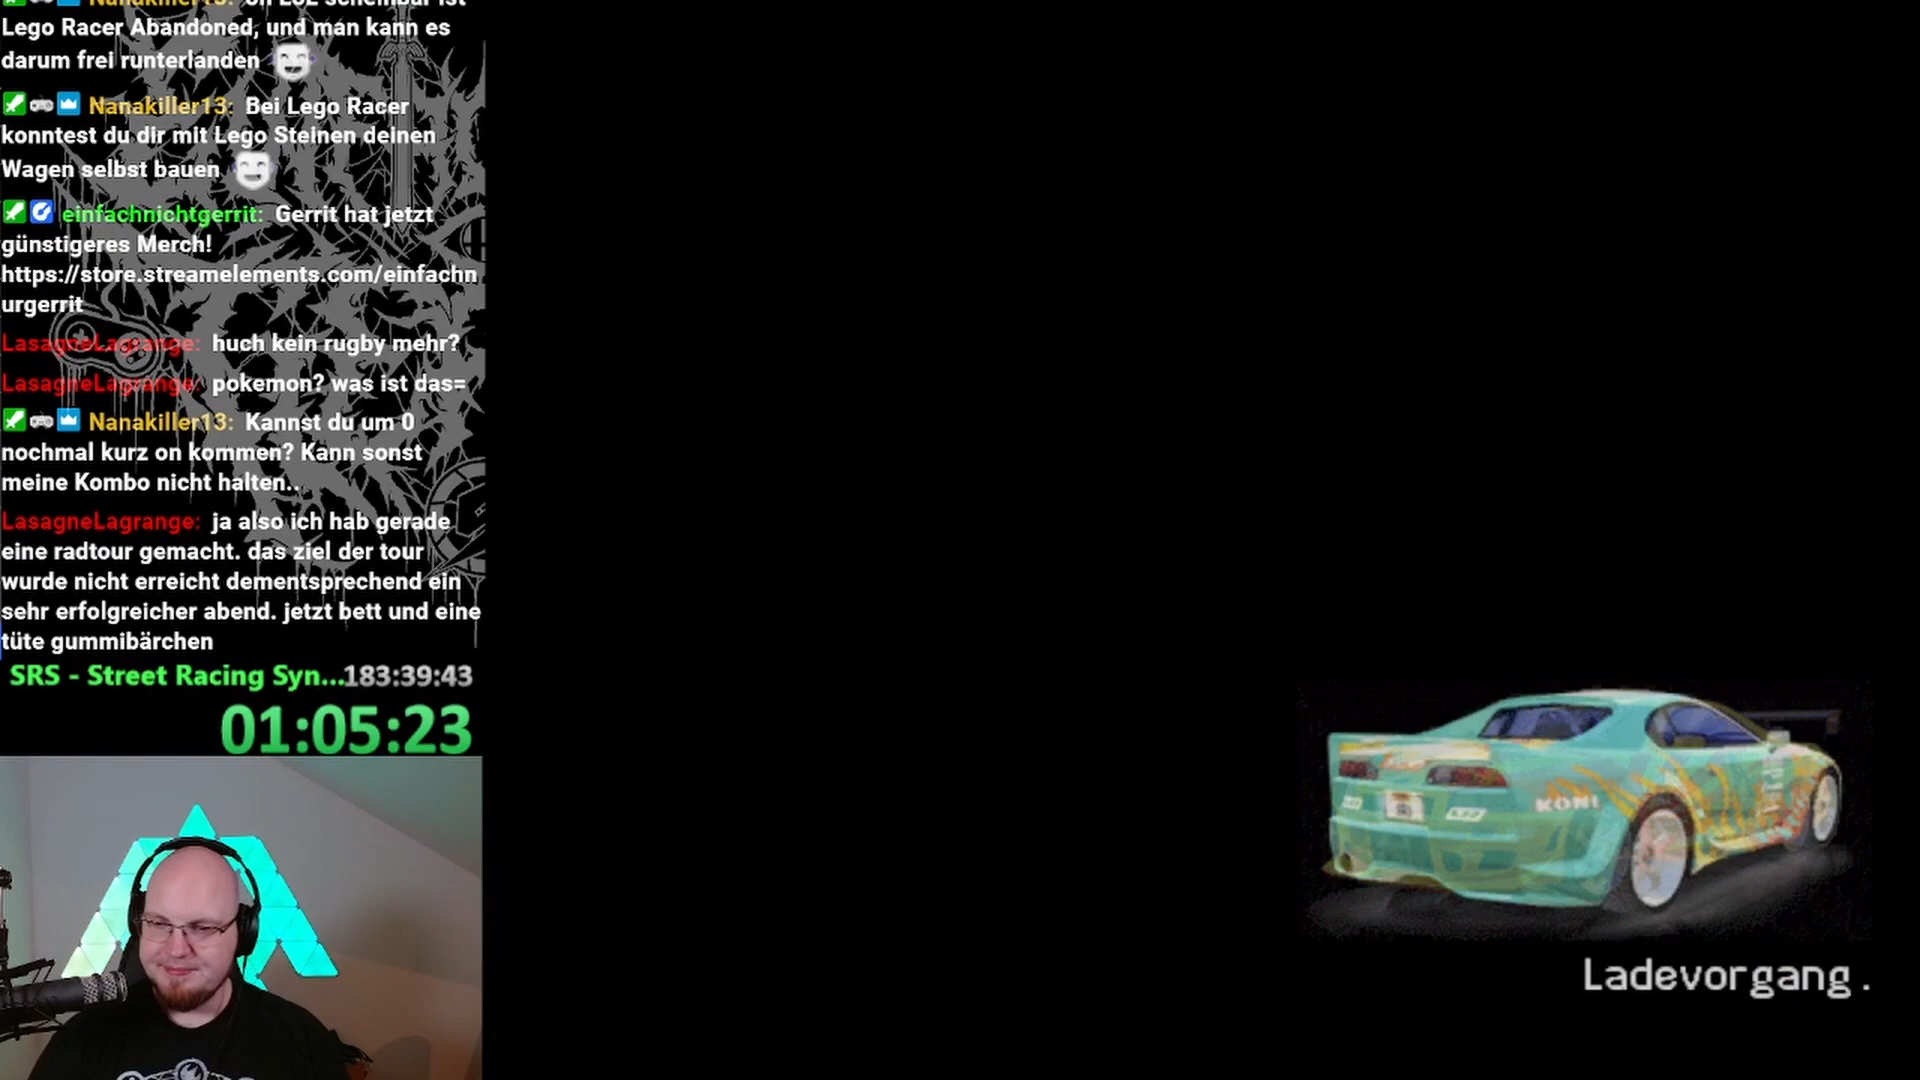 Lego Racer Abandoned, und man kann es
darum frei runterlanden
Nanakiller13: Bei Lego Racer
konntest du dir mit Lego Steinen deinen
Wagen selbst bauen
einfachnichtgerrit: Gerrit hat jetzt
günstigeres Merch!
https://store.streamelements.com/einfachn
urgerrit
LasagneLagrange: huch kein rugby mehr?
LasagneLagrange: pokemon? was ist das=
Nanakiller13: Kannst du um 0
nochmal kurz on kommen? Kann sonst
meine Kombo nicht halten..
LasagneLagrange: ja also ich hab gerade
eine radtour gemacht. das ziel der tour
wurde nicht erreicht dementsprechend ein
sehr erfolgreicher abend. jetzt bett und eine
tüte gummibärchen
SRS - Street Racing Syn...183:39:43
01:05:23
KONI
Ladevorgang.